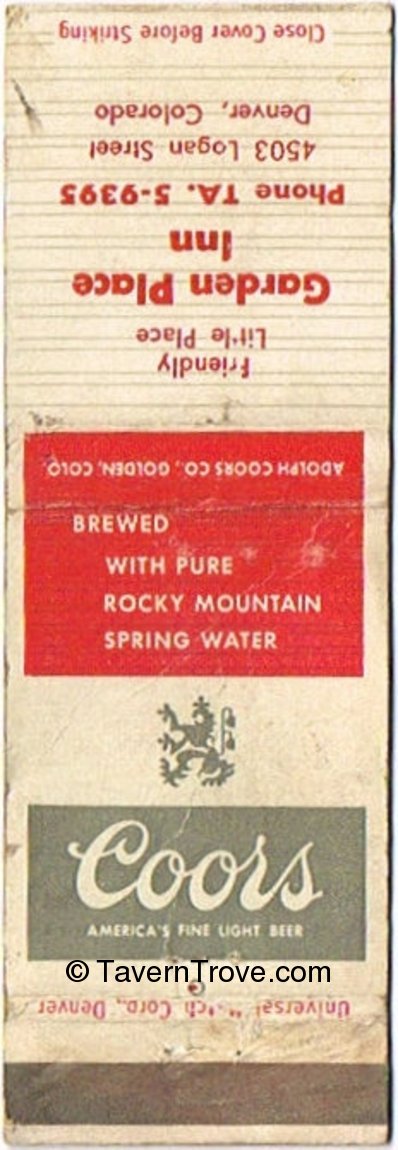 Close Cover Before Striking
Denver, Colorado
4503 Logan Street
Phone TA. 5-9395
Inn
Garden Place
Little Place
Friendly
ADOLPH COORS CO., GOLDEN, COLO.
BREWED
WITH PURE
ROCKY MOUNTAIN
SPRING WATER
Coors
AMERICA'S FINE LIGHT BEER
© TavernTrove.com
Universal Match Corp., Denver